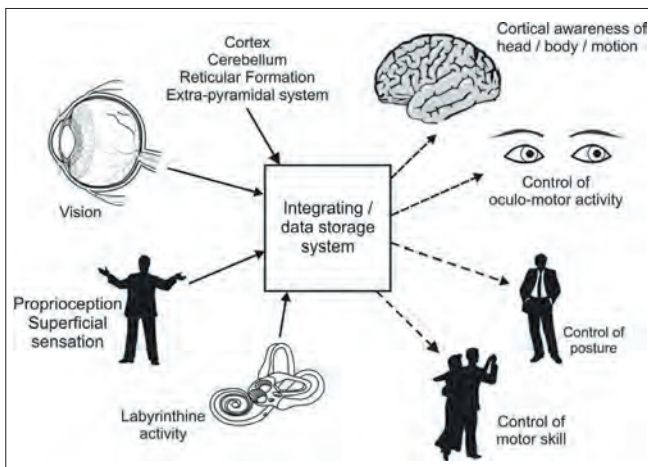 Cortex
Cerebellum
Reticular Formation
Extra-pyramidal system
Cortical awareness of
head / body / motion
Vision
Integrating /
data storage
system
Control of
oculo-motor activity
Proprioception
Superficial
sensation
Control of
posture
Labyrinthine
activity
Control of
motor skill